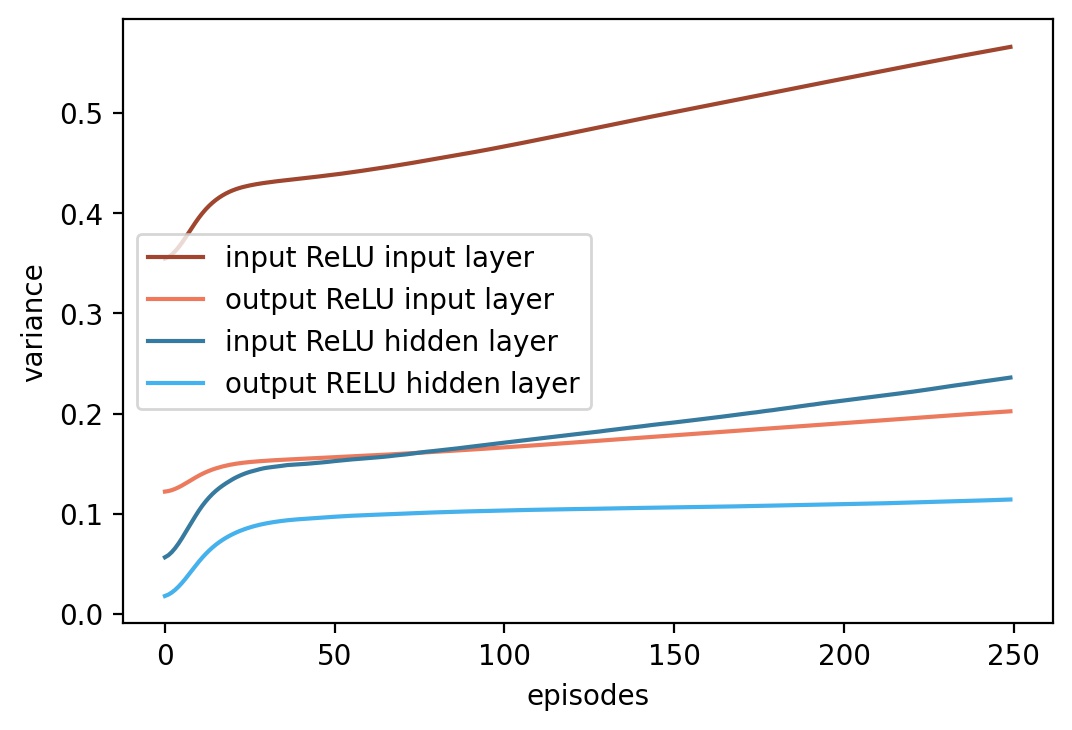 0.5
0.4
0.3
0.2
0.1
0.0
variance
input ReLU input layer
output ReLU input layer
input ReLU hidden layer
output RELU hidden layer
0 50 100 150 200 250
episodes